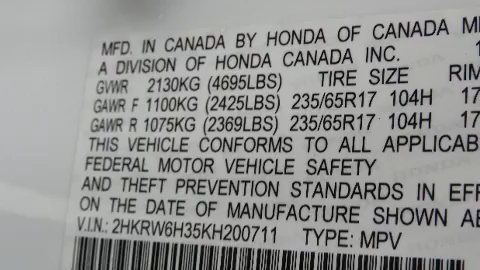 MFD. IN CANADA BY HONDA OF CANADA
A DIVISION OF HONDA CANADA INC.
GVWR 2130KG (4695LBS) TIRE SIZE RIM
GAWR F 1100KG (2425LBS) 235/65R17 104H 17
GAWR R 1075KG (2369LBS) 235/65R17 104H 17
THIS VEHICLE CONFORMS TO ALL APPLICAB
FEDERAL MOTOR VEHICLE SAFETY
AND THEFT PREVENTION STANDARDS IN EFF
ON THE DATE OF MANUFACTURE SHOWN AB
V.I.N.: 2HKRW6H35KH200711 TYPE: MPV